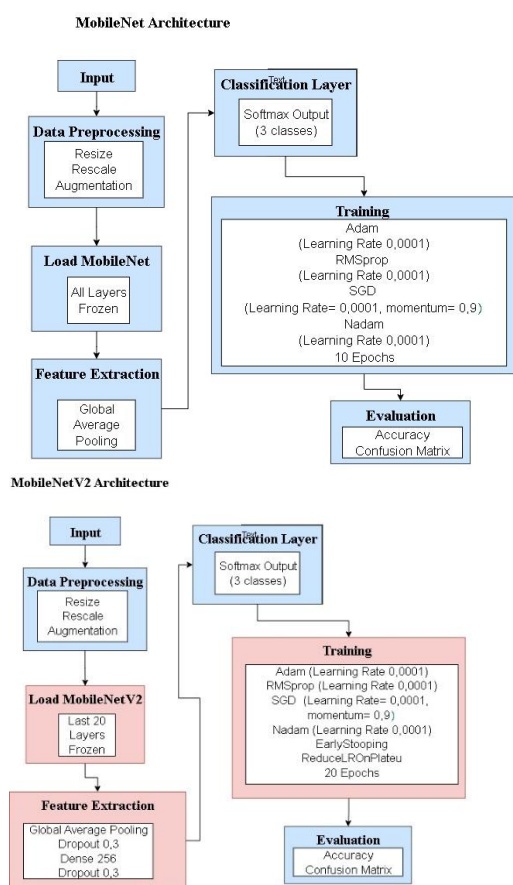 MobileNet Architecture
Input
Data Preprocessing
Resize
Rescale
Augmentation
Load MobileNet
All Layers
Frozen
Feature Extraction
Global
Average
Pooling
Text
Classification Layer
Softmax Output
(3 classes)
Training
Adam
(Learning Rate 0,0001)
RMSprop
(Learning Rate 0,0001)
SGD
(Learning Rate= 0,0001, momentum= 0,9)
Nadam
(Learning Rate 0,0001)
10 Epochs
Evaluation
Accuracy
Confusion Matrix
MobileNetV2 Architecture
Input
Data Preprocessing
Resize
Rescale
Augmentation
Load MobileNetV2
Last 20
Layers
Frozen
Feature Extraction
Global Average Pooling
Dropout 0,3
Dense 256
Dropout 0,3
Text
Classification Layer
Softmax Output
(3 classes)
Training
Adam (Learning Rate 0,0001)
RMSprop (Learning Rate 0,0001)
SGD (Learning Rate= 0,0001,
momentum= 0,9)
Nadam (Learning Rate 0,0001)
EarlyStooping
ReduceLROnPlateu
20 Epochs
Evaluation
Accuracy
Confusion Matrix